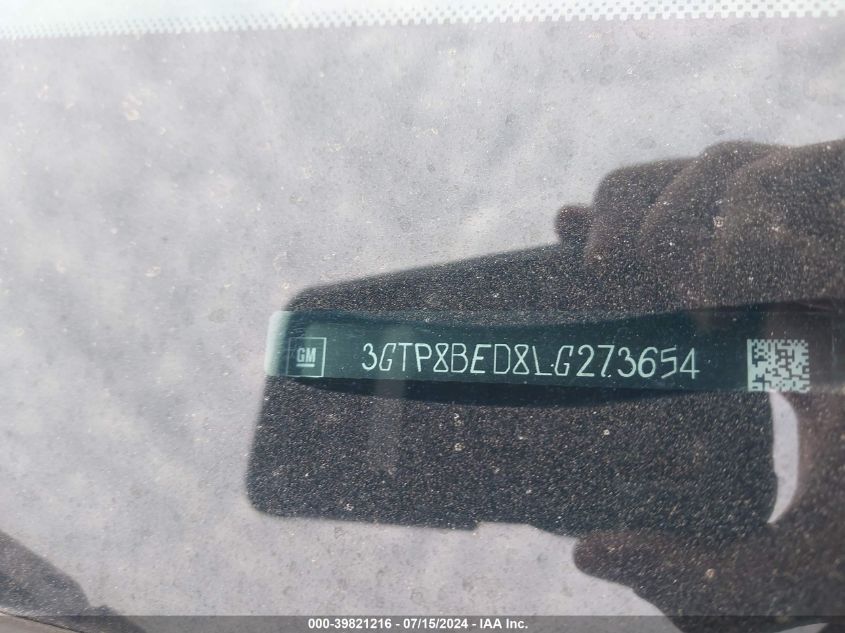 GM 3GTP8BED8LG273654
000-39821216 - 07/15/2024 - IAA Inc.